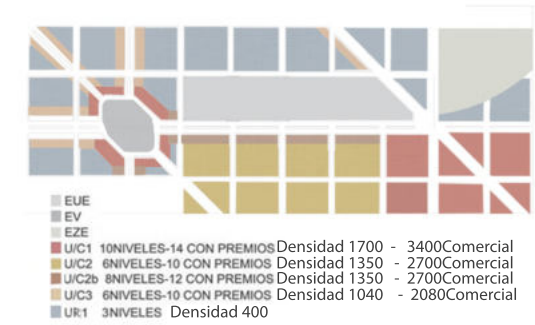 EUE
EV
EZE
U/C1 10NIVELES-14 CON PREMIOS Densidad 1700 - 3400Comercial
U/C2 6NIVELES-10 CON PREMIOS Densidad 1350 - 2700Comercial
U/C2b 8NIVELES-12 CON PREMIOS Densidad 1350 - 2700Comercial
U/C3 6NIVELES-10 CON PREMIOS Densidad 1040 - 2080Comercial
UR1 3NIVELES Densidad 400